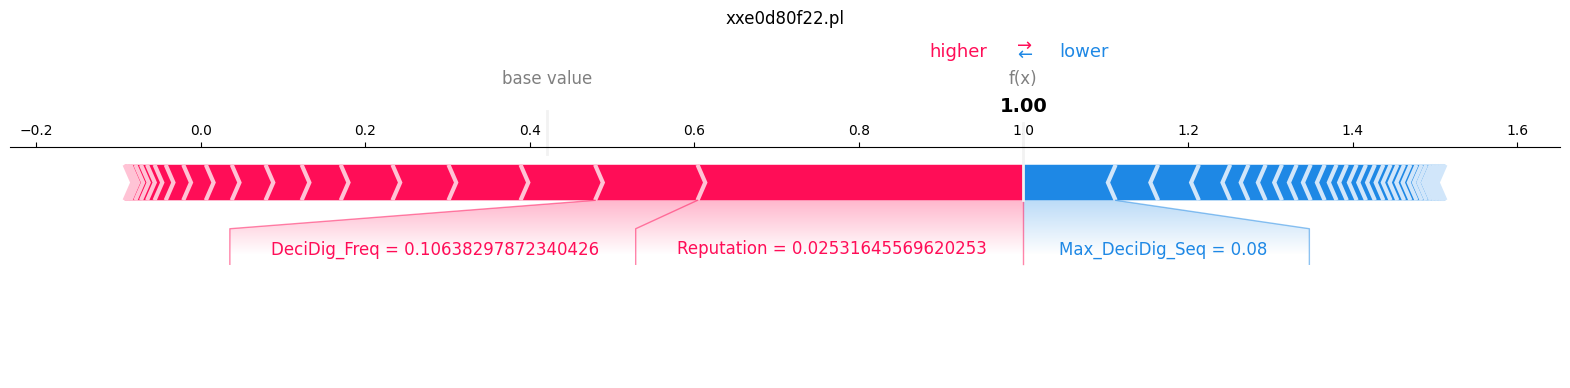 xxe0d80f22.pl
higher ⇄ lower
base value f(x)
1.00
−0.2 0.0 0.2 0.4 0.6 0.8 1.0 1.2 1.4 1.6
DeciDig_Freq = 0.10638297872340426 Reputation = 0.02531645569620253 Max_DeciDig_Seq = 0.08